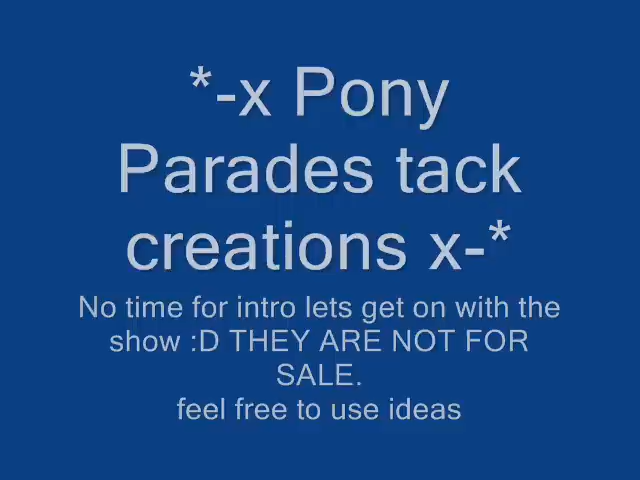 *-x Pony
Parades tack
creations x-*
No time for intro lets get on with the
show :D THEY ARE NOT FOR
SALE.
feel free to use ideas